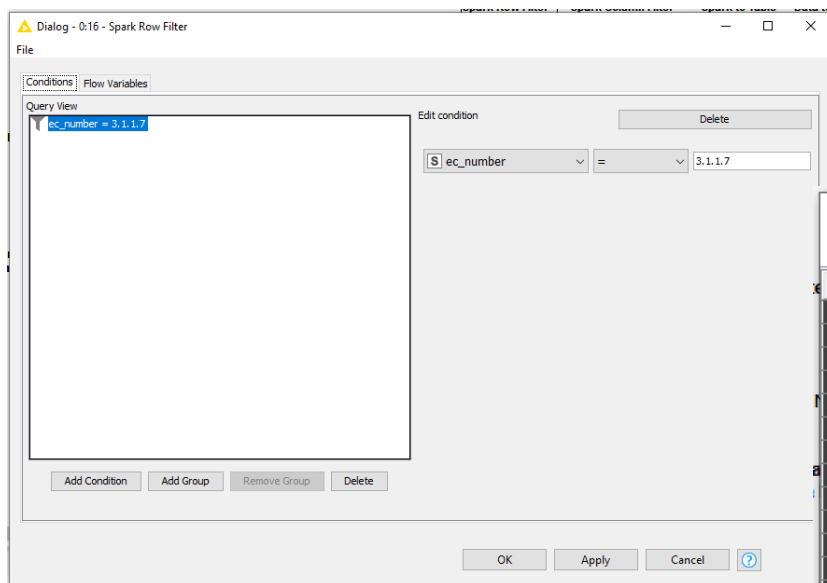 Dialog - 0:16 - Spark Row Filter
File
Conditions Flow Variables
Query View
ec_number = 3.1.1.7
Edit condition
Delete
S ec_number = 3.1.1.7
Add Condition Add Group Remove Group Delete
OK Apply Cancel ?